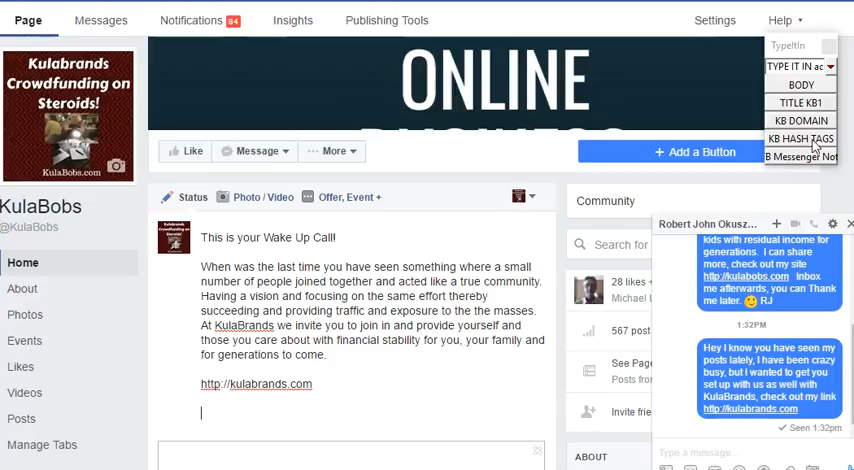 Page
Messages
Notifications 84
Insights
Publishing Tools
Settings
Help
TypeItIn
TYPE IT IN ac
BODY
TITLE KB1
KB DOMAIN
KB HASH TAGS
B Messenger Not
Kulabrands
Crowdfunding on
Steroids!
KulaBobs.com
ONLINE
BUSINESS
Like
Message
More
+ Add a Button
KulaBobs
@KulaBobs
Home
About
Photos
Events
Likes
Videos
Posts
Manage Tabs
Status
Photo / Video
Offer, Event +
This is your Wake Up Call!
When was the last time you have seen something where a small
number of people joined together and acted like a true community.
Having a vision and focusing on the same effort thereby
succeeding and providing traffic and exposure to the the masses.
At KulaBrands we invite you to join in and provide yourself and
those you care about with financial stability for you, your family and
for generations to come.
http://kulabrands.com
Community
Search for
28 likes +
Michael L
567 post
See Page
Posts from
Invite frie
ABOUT
Robert John Okusz...
kids with residual income for
generations. I can share
more, check out my site
http://kulabobs.com Inbox
me afterwards, you can Thank
me later. RJ
1:32PM
Hey I know you have seen my
posts lately, I have been crazy
busy, but I wanted to get you
set up with us as well with
KulaBrands, check out my link
http://kulabrands.com
Seen 1:32pm
Type a message...